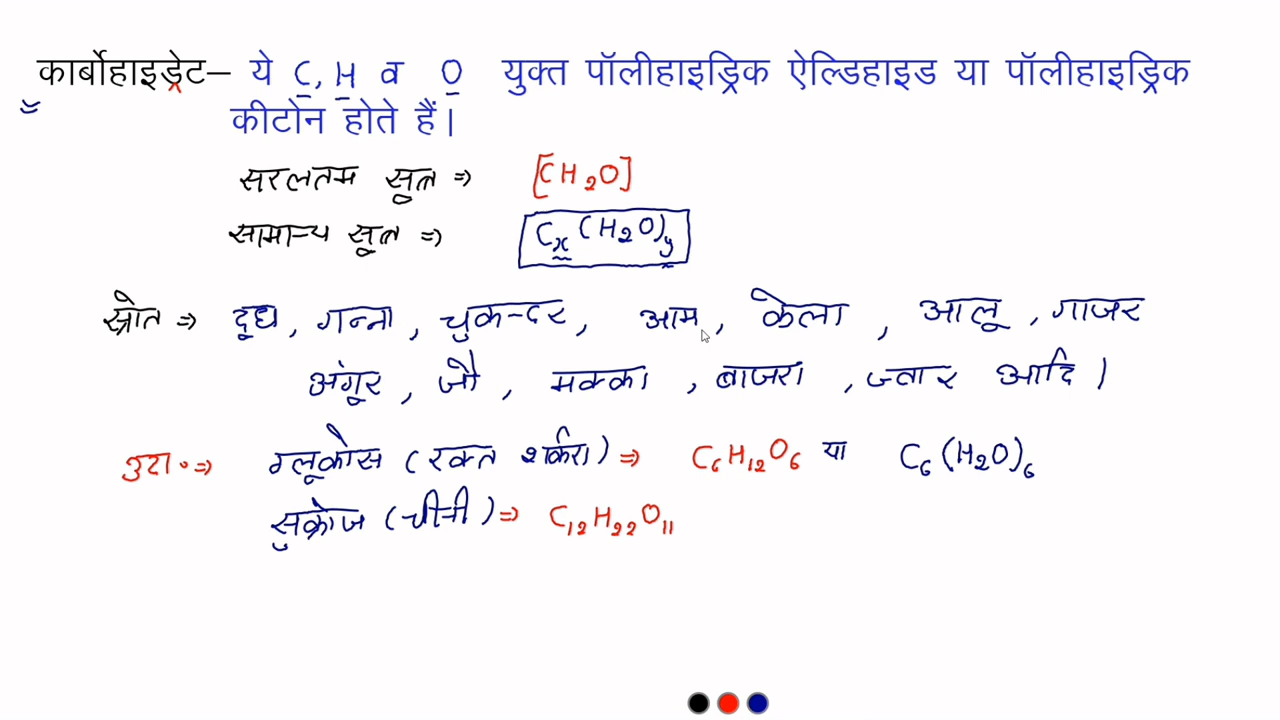 कार्बोहाइड्रेट– ये C, H व O युक्त पॉलीहाइड्रिक ऐल्डिहाइड या पॉलीहाइड्रिक
कीटोन होते हैं।
सरलतम सूत्र ⇒ [CH₂O]
सामान्य सूत्र ⇒ Cₓ(H₂O)ᵧ
स्रोत ⇒ दूध, गन्ना, चुकन्दर, आम, केला, आलू, गाजर
अंगूर, जौ, मक्का, बाजरा, ज्वार आदि।
उदा. ⇒ ग्लूकोस (रक्त शर्करा) ⇒ C₆H₁₂O₆ या C₆(H₂O)₆
सुक्रोज (चीनी) ⇒ C₁₂H₂₂O₁₁